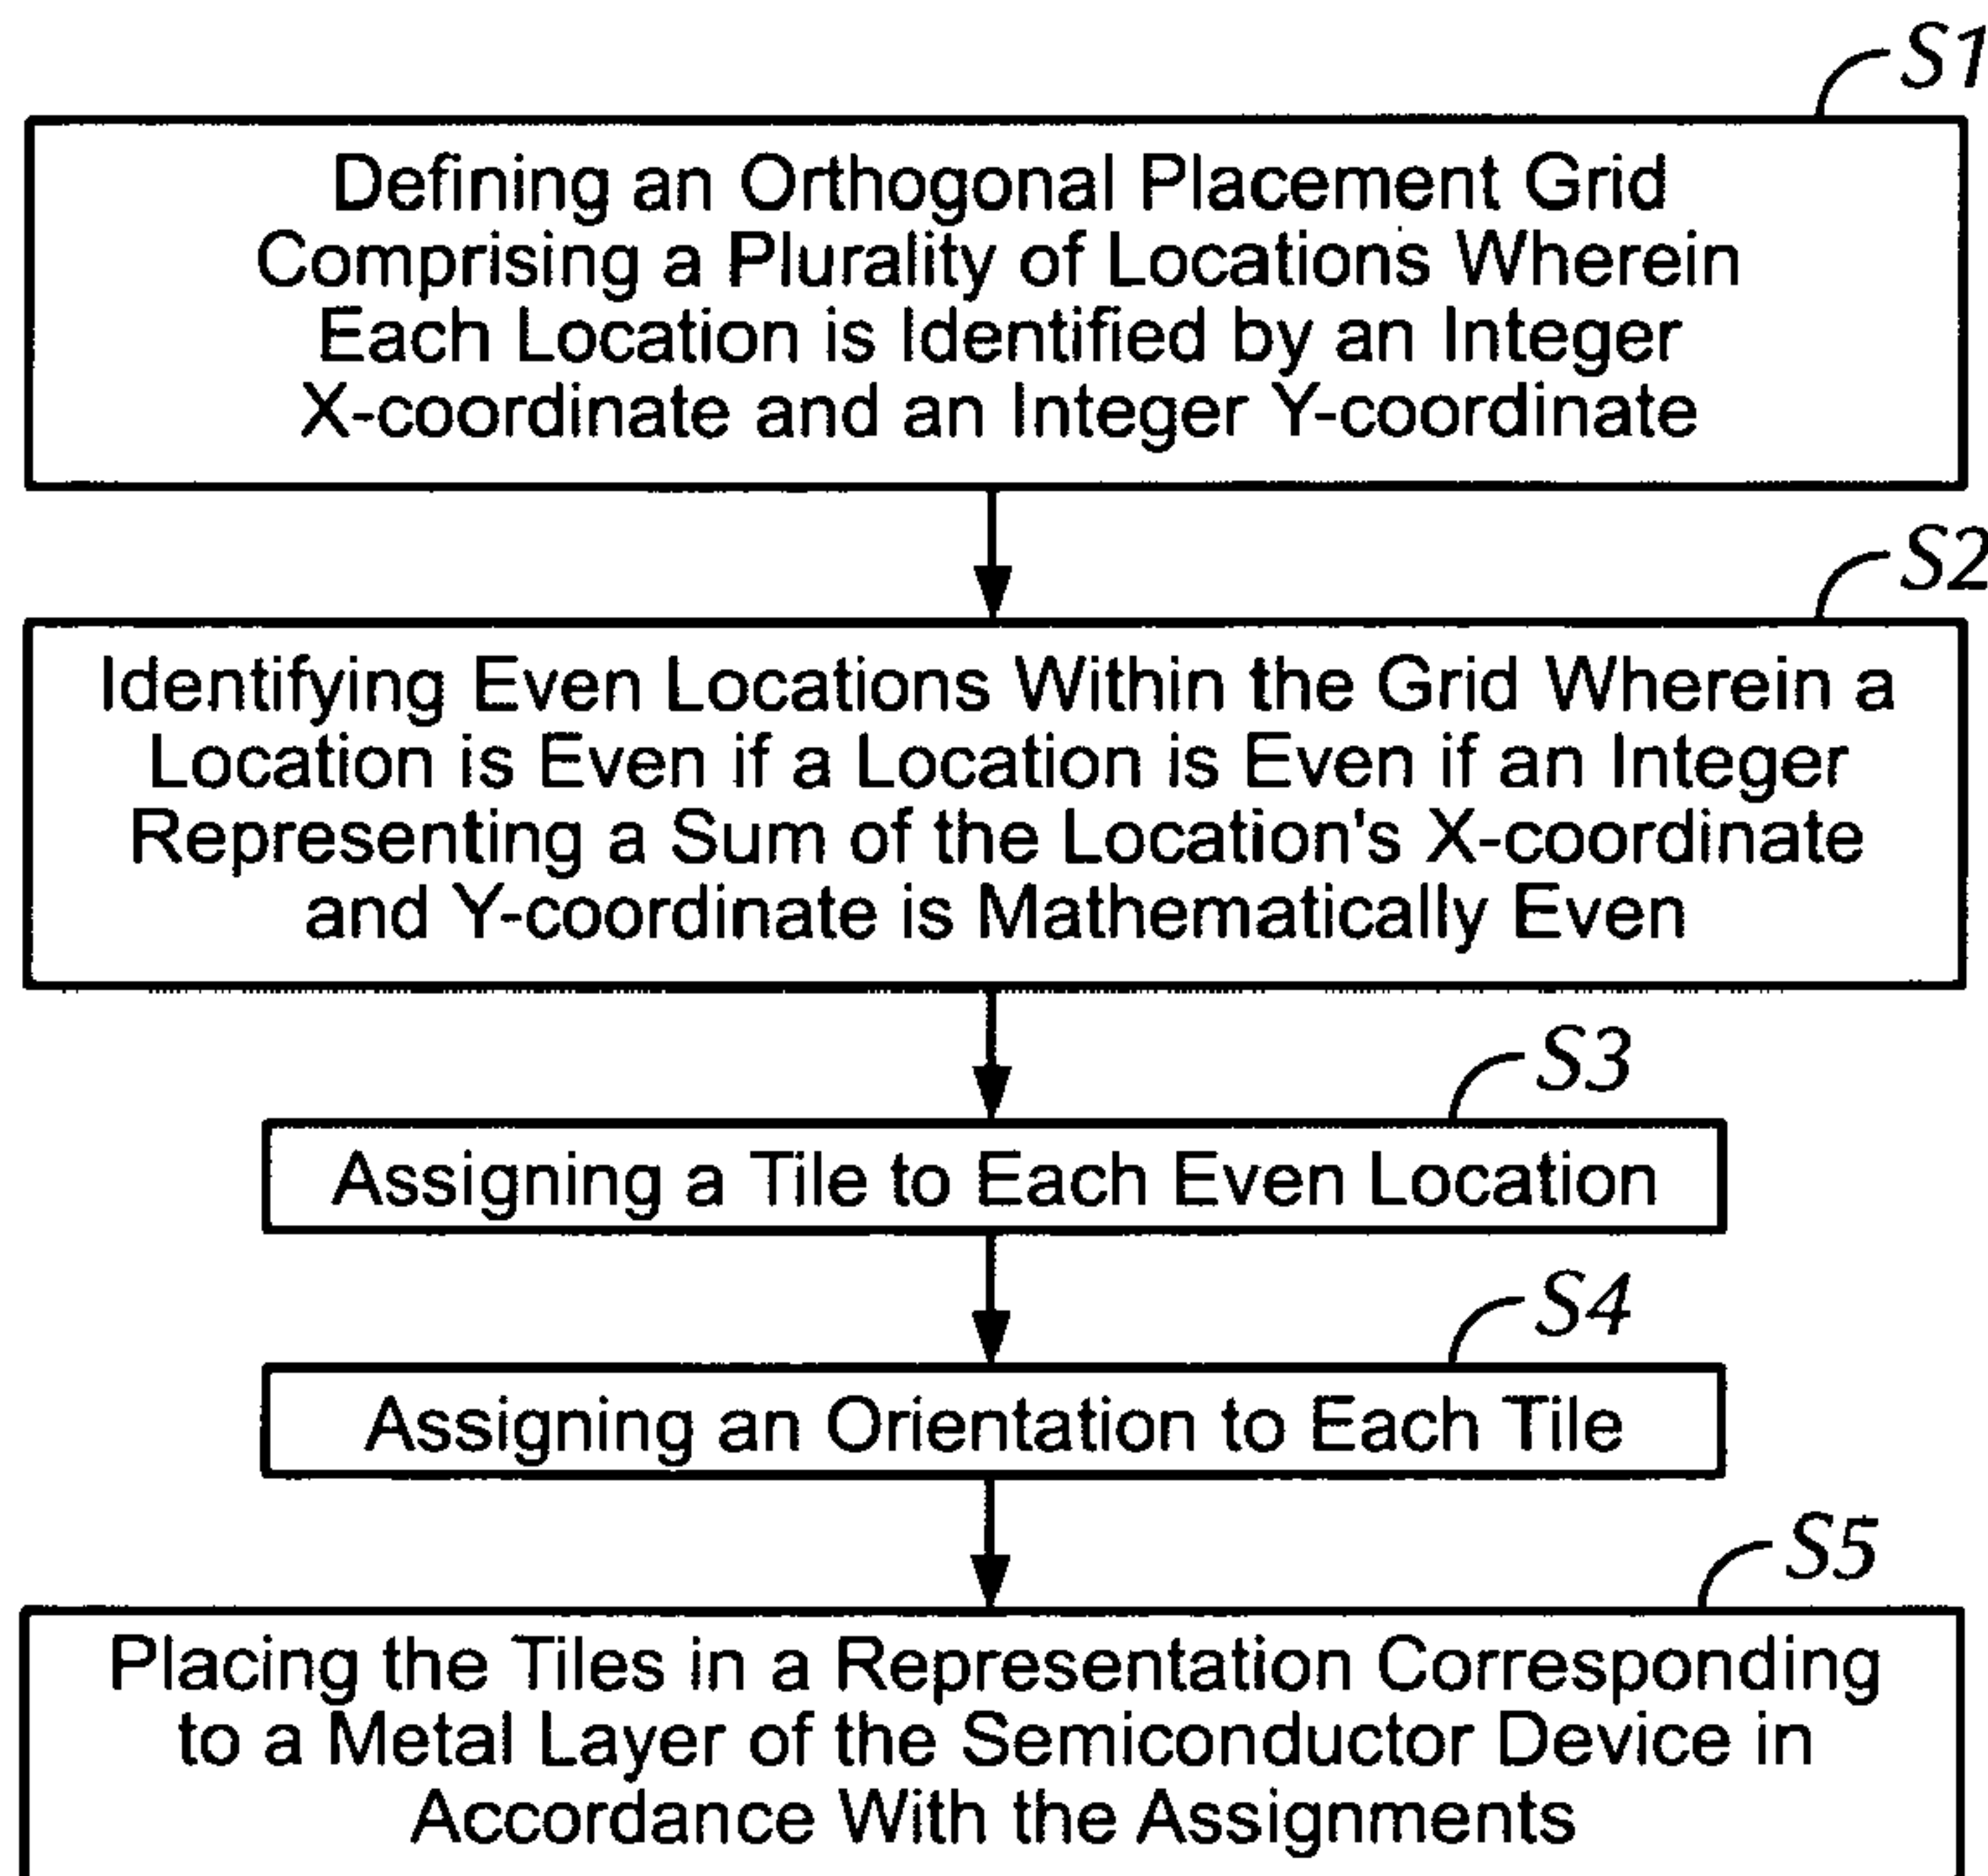 S1
Defining an Orthogonal Placement Grid
Comprising a Plurality of Locations Wherein
Each Location is Identified by an Integer
X-coordinate and an Integer Y-coordinate
S2
Identifying Even Locations Within the Grid Wherein a
Location is Even if a Location is Even if an Integer
Representing a Sum of the Location's X-coordinate
and Y-coordinate is Mathematically Even
S3
Assigning a Tile to Each Even Location
S4
Assigning an Orientation to Each Tile
S5
Placing the Tiles in a Representation Corresponding
to a Metal Layer of the Semiconductor Device in
Accordance With the Assignments